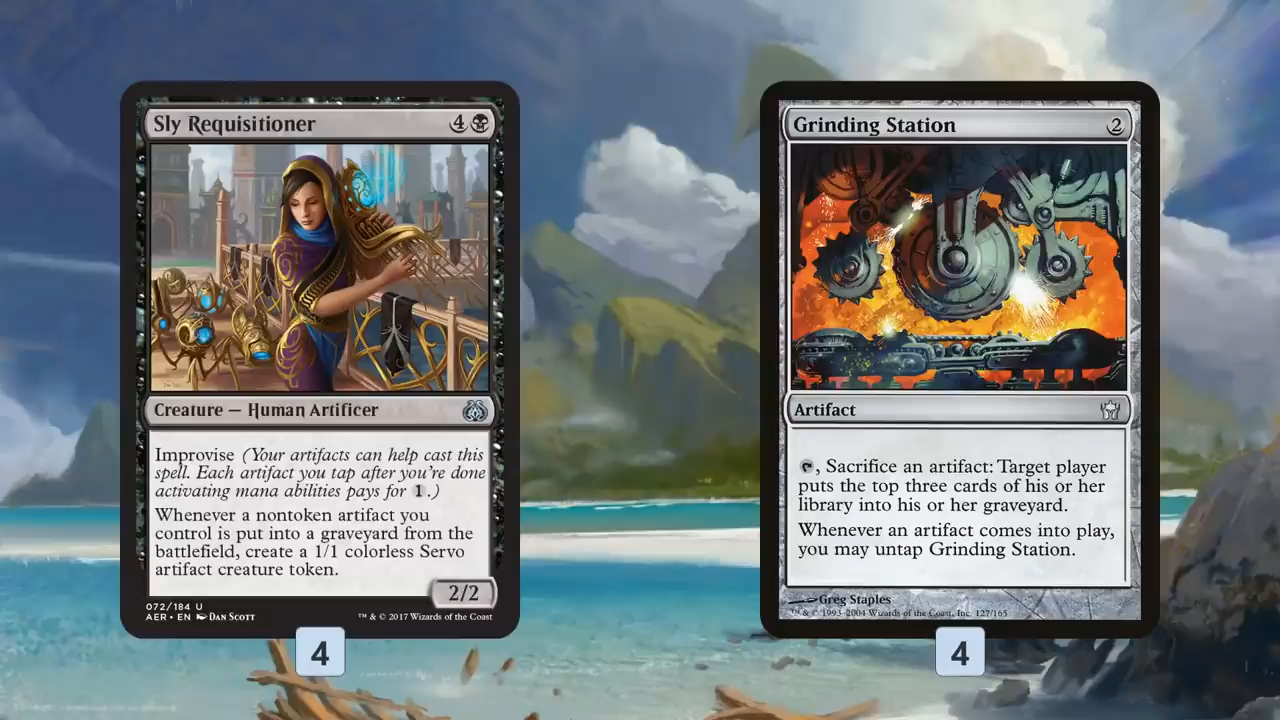 Sly Requisitioner 4
Creature — Human Artificer
Improvise (Your artifacts can help cast this
spell. Each artifact you tap after you're done
activating mana abilities pays for 1.)
Whenever a nontoken artifact you
control is put into a graveyard from the
battlefield, create a 1/1 colorless Servo
artifact creature token.
2/2
072/184 U
AER • EN Dan Scott
™ & © 2017 Wizards of the Coast
4
Grinding Station 2
Artifact
, Sacrifice an artifact: Target player
puts the top three cards of his or her
library into his or her graveyard.
Whenever an artifact comes into play,
you may untap Grinding Station.
Greg Staples
™ & © 1993–2004 Wizards of the Coast, Inc. 127/165
4